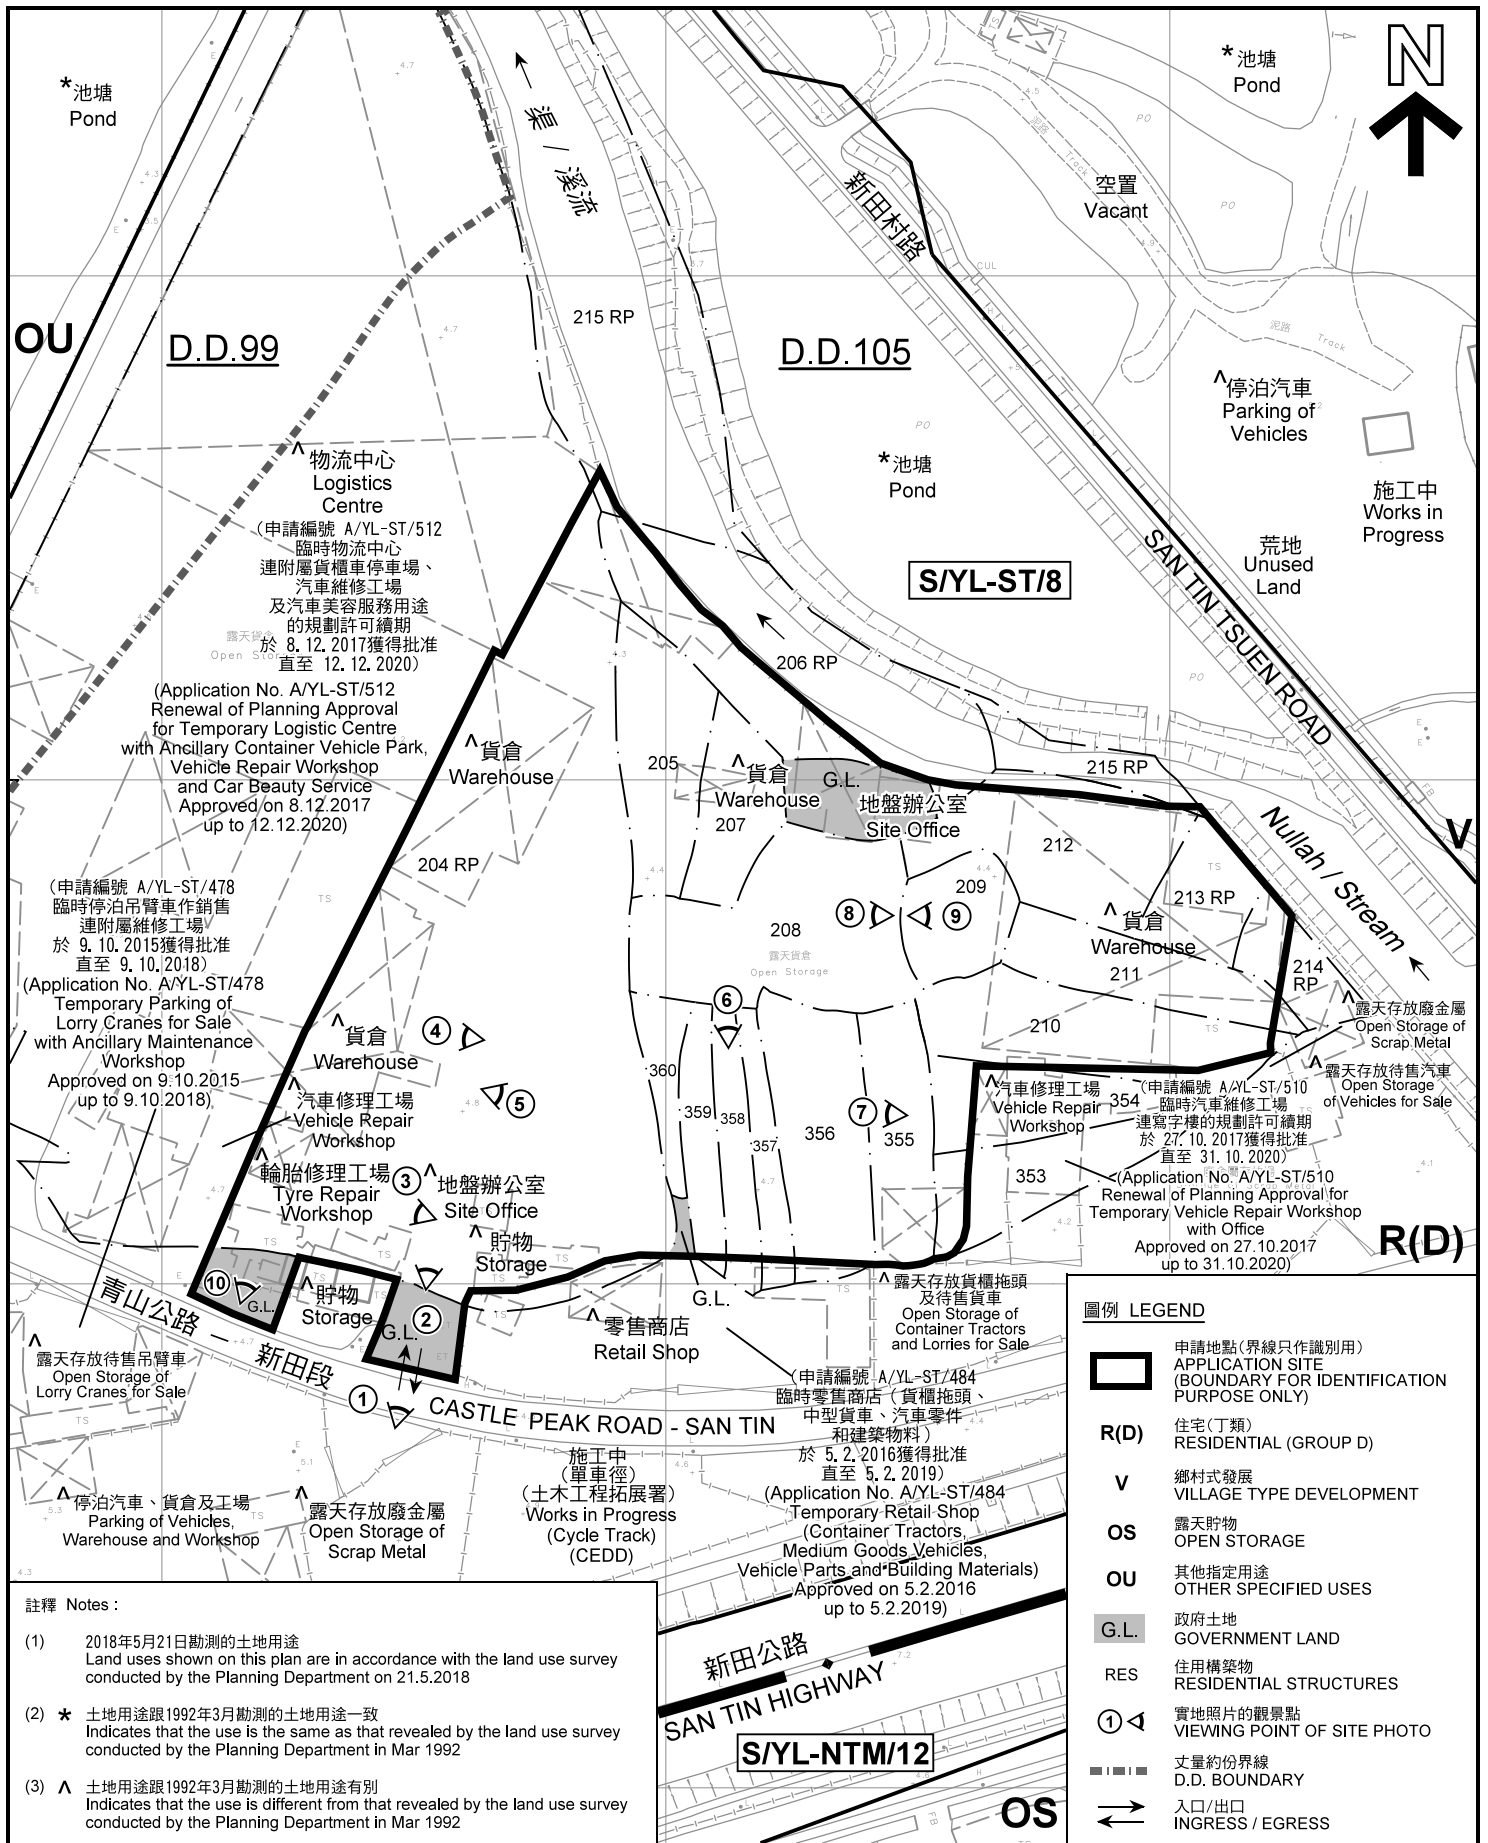 *池塘
Pond
*池塘
Pond
N
渠 / 溪流
空置
Vacant
新田村路
泥路
Track
PO
PO
CUL
泥路
Track
OU
D.D.99
215 RP
D.D.105
^停泊汽車
Parking of
Vehicles
PO
*池塘
Pond
施工中
Works in
Progress
荒地
Unused
Land
SAN TIN TSUEN ROAD
S/YL-ST/8
^物流中心
Logistics
Centre
(申請編號 A/YL-ST/512
臨時物流中心
連附屬貨櫃車停車場、
汽車維修工場
及汽車美容服務用途
的規劃許可續期
於 8.12.2017獲得批准
直至 12.12.2020)
(Application No. A/YL-ST/512
Renewal of Planning Approval
for Temporary Logistic Centre
with Ancillary Container Vehicle Park,
Vehicle Repair Workshop
and Car Beauty Service
Approved on 8.12.2017
up to 12.12.2020)
206 RP
PO
^貨倉
Warehouse
205
^貨倉
Warehouse
G.L.
地盤辦公室
Site Office
207
215 RP
Nullah / Stream
V
204 RP
212
209
213 RP
8
9
208
露天貨倉
Open Storage
^貨倉
Warehouse
211
214
RP
(申請編號 A/YL-ST/478
臨時停泊吊臂車作銷售
連附屬維修工場
於 9.10.2015獲得批准
直至 9.10.2018)
(Application No. A/YL-ST/478
Temporary Parking of
Lorry Cranes for Sale
with Ancillary Maintenance
Workshop
Approved on 9.10.2015
up to 9.10.2018)
^貨倉
Warehouse
4
6
210
^露天存放廢金屬
Open Storage of
Scrap Metal
^露天存放待售汽車
Open Storage
of Vehicles for Sale
^汽車修理工場
Vehicle Repair
Workshop
5
360
359
358
357
356
7
355
^汽車修理工場
Vehicle Repair
Workshop
354
353
(申請編號 A/YL-ST/510
臨時汽車維修工場
連寫字樓的規劃許可續期
於 27.10.2017獲得批准
直至 31.10.2020)
(Application No. A/YL-ST/510
Renewal of Planning Approval for
Temporary Vehicle Repair Workshop
with Office
Approved on 27.10.2017
up to 31.10.2020)
R(D)
^輪胎修理工場
Tyre Repair
Workshop
3
^地盤辦公室
Site Office
^貯物
Storage
10
G.L.
^貯物
Storage
G.L.
2
G.L.
^零售商店
Retail Shop
^露天存放貨櫃拖頭
及待售貨車
Open Storage of
Container Tractors
and Lorries for Sale
青山公路 – 新田段
1
CASTLE PEAK ROAD - SAN TIN
^露天存放待售吊臂車
Open Storage of
Lorry Cranes for Sale
(申請編號 A/YL-ST/484
臨時零售商店 (貨櫃拖頭、
中型貨車、汽車零件
和建築物料)
於 5.2.2016獲得批准
直至 5.2.2019)
(Application No. A/YL-ST/484
Temporary Retail Shop
(Container Tractors,
Medium Goods Vehicles,
Vehicle Parts and Building Materials)
Approved on 5.2.2016
up to 5.2.2019)
施工中
(單車徑)
(土木工程拓展署)
Works in Progress
(Cycle Track)
(CEDD)
^停泊汽車、貨倉及工場
Parking of Vehicles,
Warehouse and Workshop
^露天存放廢金屬
Open Storage of
Scrap Metal
新田公路
SAN TIN HIGHWAY
S/YL-NTM/12
OS
註釋 Notes :
(1) 2018年5月21日勘測的土地用途
Land uses shown on this plan are in accordance with the land use survey
conducted by the Planning Department on 21.5.2018
(2) * 土地用途跟1992年3月勘測的土地用途一致
Indicates that the use is the same as that revealed by the land use survey
conducted by the Planning Department in Mar 1992
(3) ^ 土地用途跟1992年3月勘測的土地用途有別
Indicates that the use is different from that revealed by the land use survey
conducted by the Planning Department in Mar 1992
圖例 LEGEND
申請地點(界線只作識別用)
APPLICATION SITE
(BOUNDARY FOR IDENTIFICATION
PURPOSE ONLY)
R(D) 住宅(丁類)
RESIDENTIAL (GROUP D)
V 鄉村式發展
VILLAGE TYPE DEVELOPMENT
OS 露天貯物
OPEN STORAGE
OU 其他指定用途
OTHER SPECIFIED USES
G.L. 政府土地
GOVERNMENT LAND
RES 住用構築物
RESIDENTIAL STRUCTURES
1 實地照片的觀景點
VIEWING POINT OF SITE PHOTO
丈量約份界線
D.D. BOUNDARY
入口/出口
INGRESS / EGRESS